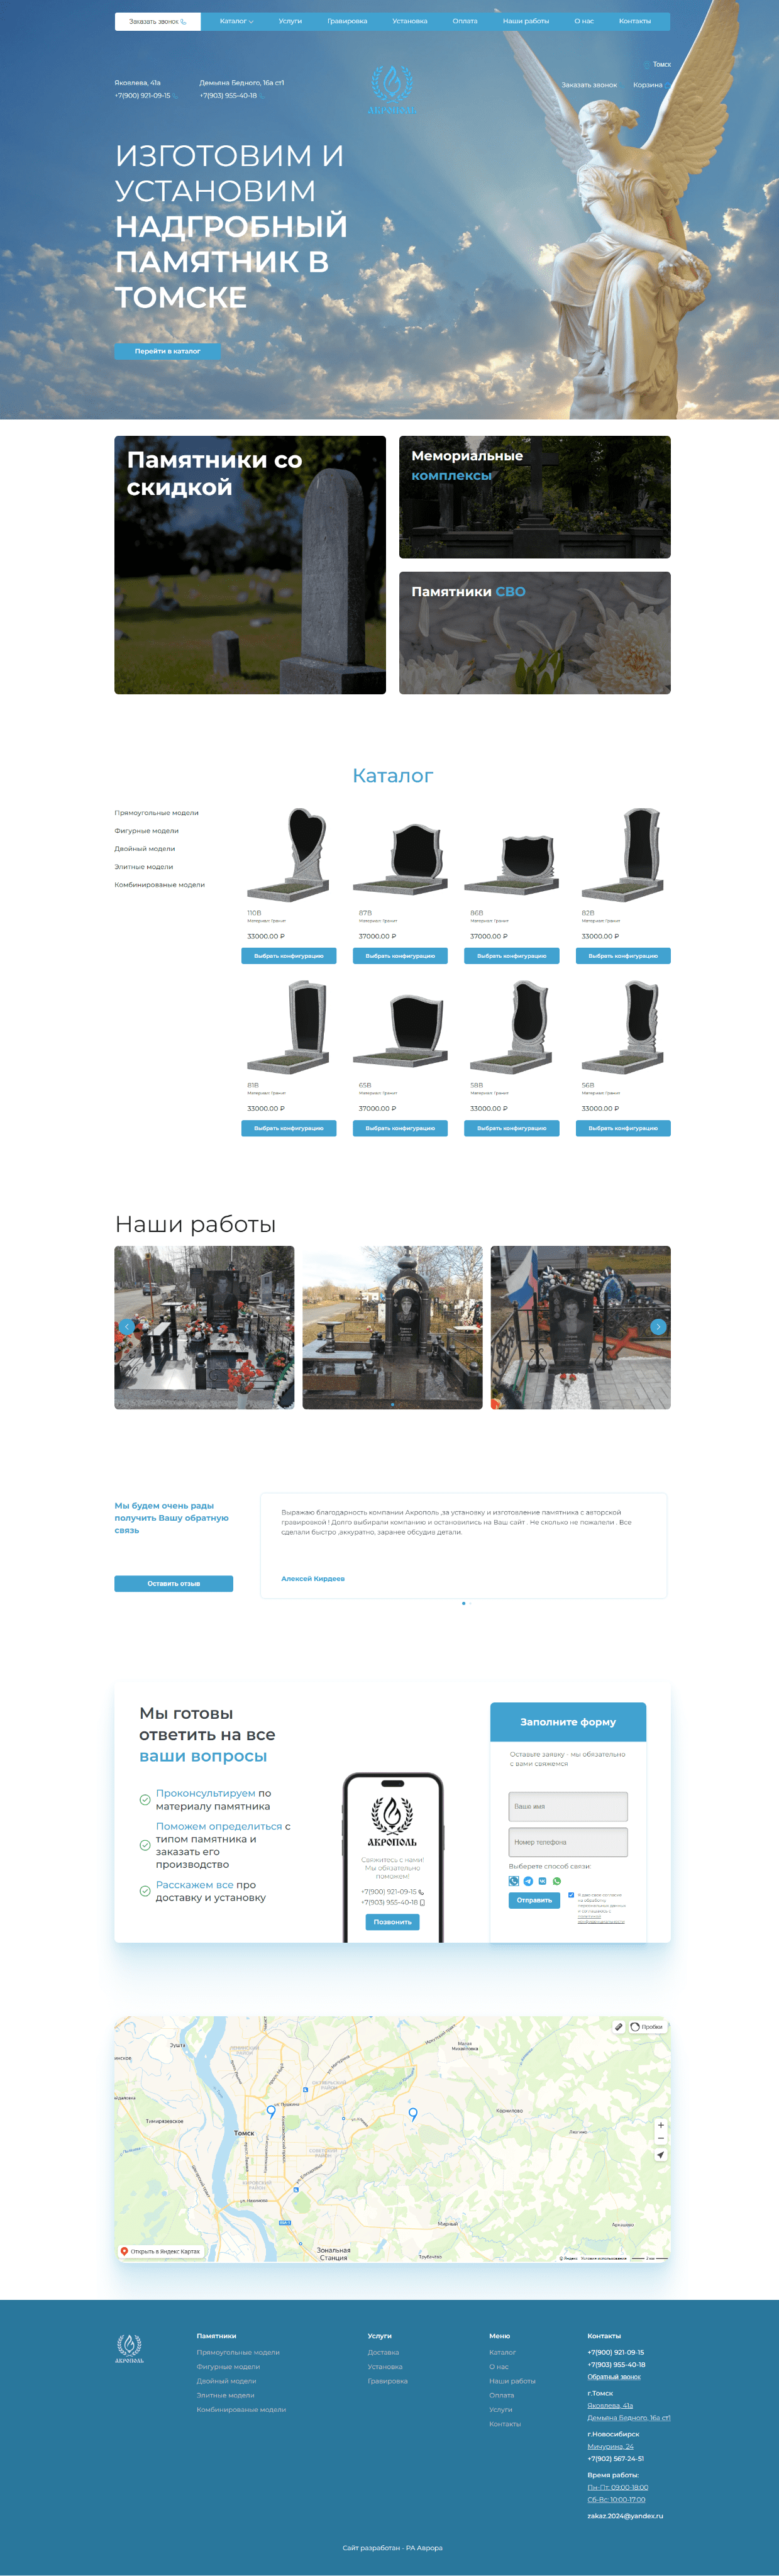 Заказать звонок
Каталог
Услуги
Гравировка
Установка
Оплата
Наши работы
О нас
Контакты
Томск
Яковлева, 41а
Демьяна Бедного, 16а ст1
+7(900) 921-09-15
+7(903) 955-40-18
АКРОПОЛЬ
Заказать звонок
Корзина
ИЗГОТОВИМ И
УСТАНОВИМ
НАДГРОБНЫЙ
ПАМЯТНИК В
ТОМСКЕ
Перейти в каталог
Памятники со
скидкой
Мемориальные
комплексы
Памятники СВО
Каталог
Прямоугольные модели
Фигурные модели
Двойный модели
Элитные модели
Комбинированые модели
110В
Материал: Гранит
33000.00 ₽
Выбрать конфигурацию
87В
Материал: Гранит
37000.00 ₽
Выбрать конфигурацию
86В
Материал: Гранит
37000.00 ₽
Выбрать конфигурацию
82В
Материал: Гранит
33000.00 ₽
Выбрать конфигурацию
81В
Материал: Гранит
33000.00 ₽
Выбрать конфигурацию
65В
Материал: Гранит
37000.00 ₽
Выбрать конфигурацию
58В
Материал: Гранит
33000.00 ₽
Выбрать конфигурацию
56В
Материал: Гранит
33000.00 ₽
Выбрать конфигурацию
Наши работы
Мы будем очень рады
получить Вашу обратную
связь
Оставить отзыв
Выражаю благодарность компании Акрополь ,за установку и изготовление памятника с авторской
гравировкой ! Долго выбирали компанию и остановились на Ваш сайт . Не сколько не пожалели . Все
сделали быстро ,аккуратно, заранее обсудив детали.
Алексей Кирдеев
Мы готовы
ответить на все
ваши вопросы
Проконсультируем по
материалу памятника
Поможем определиться с
типом памятника и
заказать его
производство
Расскажем все про
доставку и установку
АКРОПОЛЬ
Свяжитесь с нами!
Мы обязательно
поможем!
+7(900) 921-09-15
+7(903) 955-40-18
Позвонить
Заполните форму
Оставьте заявку - мы обязательно
с вами свяжемся
Ваше имя
Номер телефона
Выберете способ связи:
Отправить
Я даю свое согласие
на обработку
персональных данных
и соглашаюсь с
политикой
конфиденциальности
Пробки
Зуушта
Тимирязевское
Томск
Корнилово
Мирный
Аркашево
Зональная
Станция
Открыть в Яндекс Картах
АКРОПОЛЬ
Памятники
Прямоугольные модели
Фигурные модели
Двойный модели
Элитные модели
Комбинированые модели
Услуги
Доставка
Установка
Гравировка
Меню
Каталог
О нас
Наши работы
Оплата
Услуги
Контакты
Контакты
+7(900) 921-09-15
+7(903) 955-40-18
Обратный звонок
г.Томск
Яковлева, 41а
Демьяна Бедного, 16а ст1
г.Новосибирск
Мичурина, 24
+7(902) 567-24-51
Время работы:
Пн-Пт: 09:00-18:00
Сб-Вс: 10:00-17:00
zakaz.2024@yandex.ru
Сайт разработан - РА Аврора